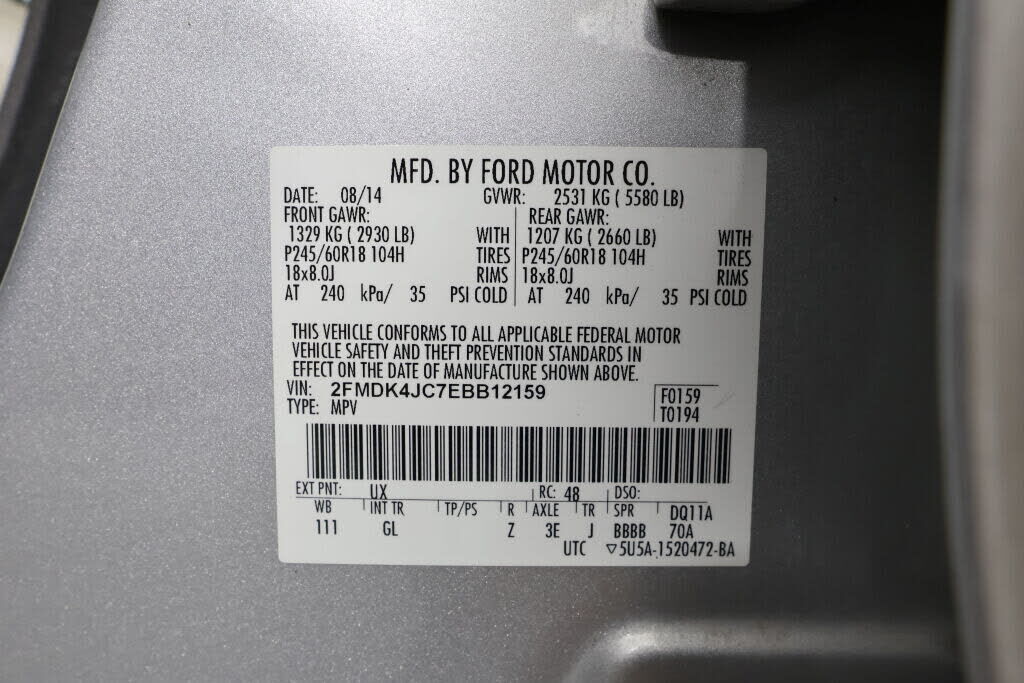 MFD. BY FORD MOTOR CO.
DATE: 08/14 GVWR: 2531 KG ( 5580 LB)
FRONT GAWR: REAR GAWR:
1329 KG ( 2930 LB) WITH 1207 KG ( 2660 LB) WITH
P245/60R18 104H TIRES P245/60R18 104H TIRES
18x8.0J RIMS 18x8.0J RIMS
AT 240 kPa/ 35 PSI COLD AT 240 kPa/ 35 PSI COLD
THIS VEHICLE CONFORMS TO ALL APPLICABLE FEDERAL MOTOR
VEHICLE SAFETY AND THEFT PREVENTION STANDARDS IN
EFFECT ON THE DATE OF MANUFACTURE SHOWN ABOVE.
VIN: 2FMDK4JC7EBB12159 F0159
TYPE: MPV T0194
EXT PNT: UX RC: 48 DSO:
WB INT TR TP/PS R AXLE TR SPR DQ11A
111 GL Z 3E J BBBB 70A
UTC ▽5U5A-1520472-BA